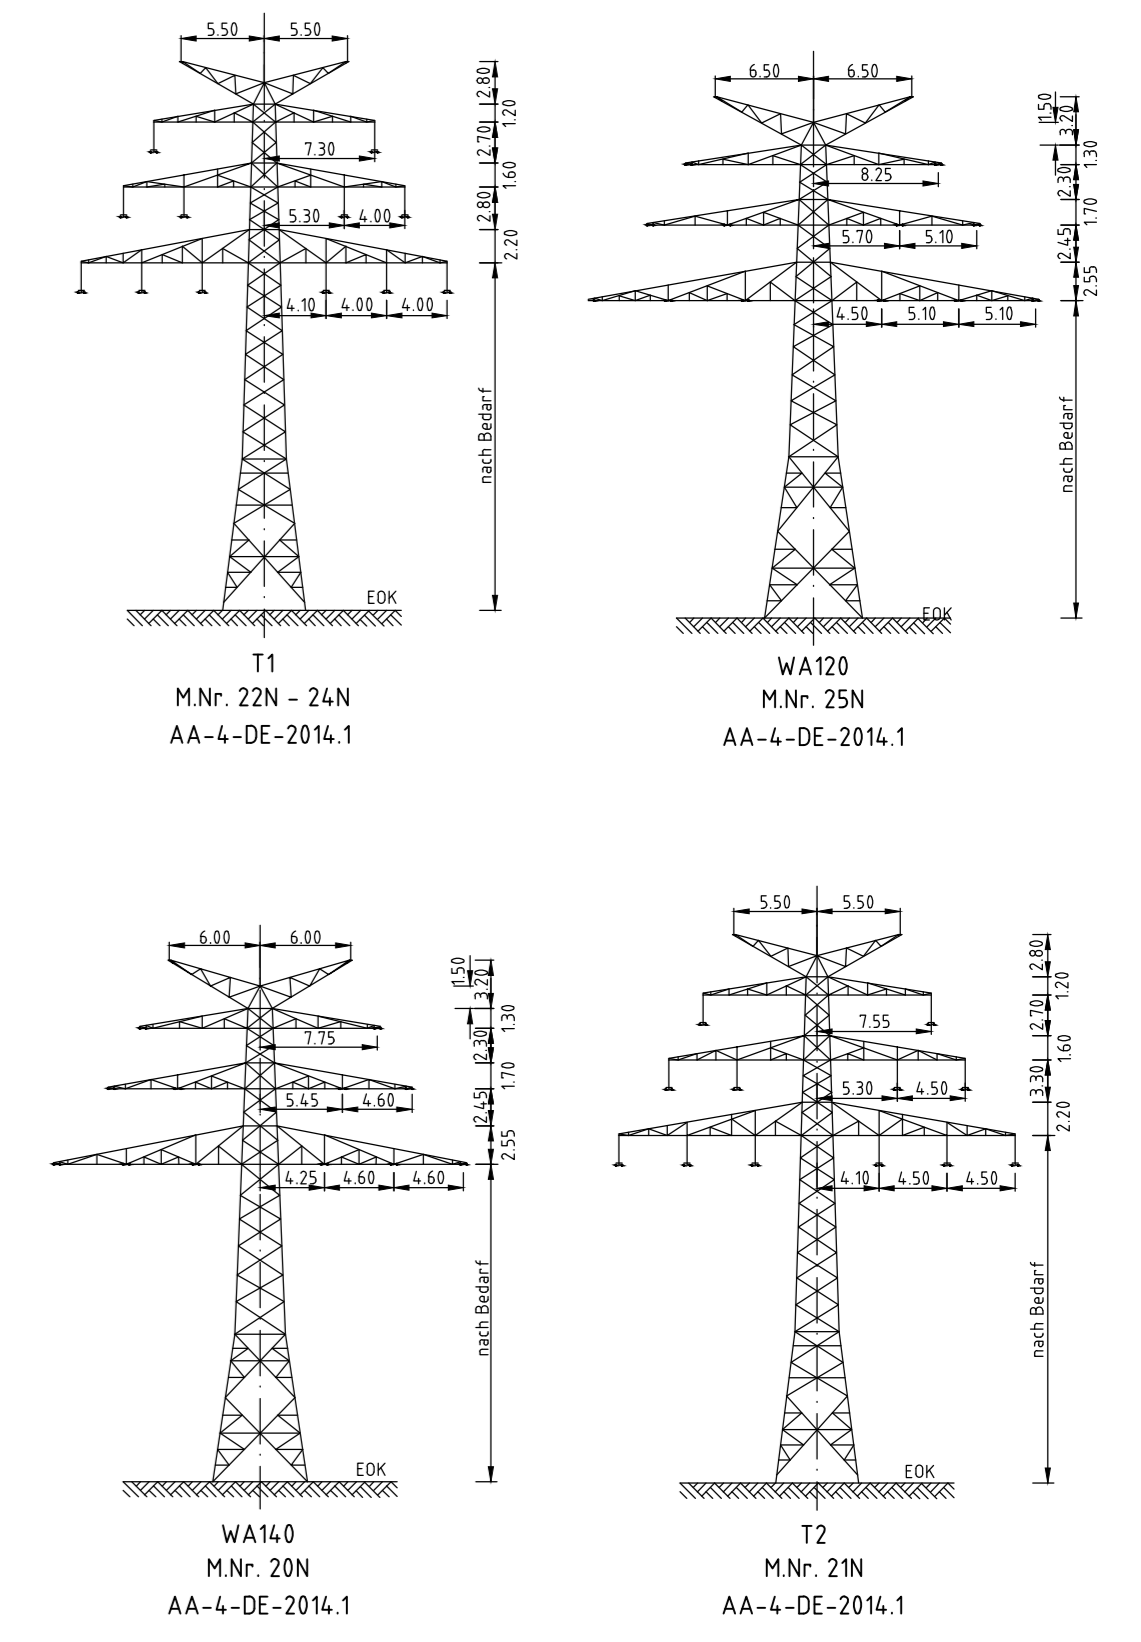 5.50 5.50
2.80
1.20
2.70
7.30
1.60
2.80
5.30 4.00
2.20
4.10 4.00 4.00
nach Bedarf
EOK
T1
M.Nr. 22N - 24N
AA-4-DE-2014.1
6.50 6.50
1.50
3.20
1.30
2.30
8.25
1.70
5.70 5.10
2.45
2.55
4.50 5.10 5.10
nach Bedarf
EOK
WA120
M.Nr. 25N
AA-4-DE-2014.1
6.00 6.00
1.50
3.20
1.30
7.75
2.30
1.70
5.45 4.60
2.45
2.55
4.25 4.60 4.60
nach Bedarf
EOK
WA140
M.Nr. 20N
AA-4-DE-2014.1
5.50 5.50
2.80
1.20
2.70
7.55
1.60
3.30
5.30 4.50
2.20
4.10 4.50 4.50
nach Bedarf
EOK
T2
M.Nr. 21N
AA-4-DE-2014.1